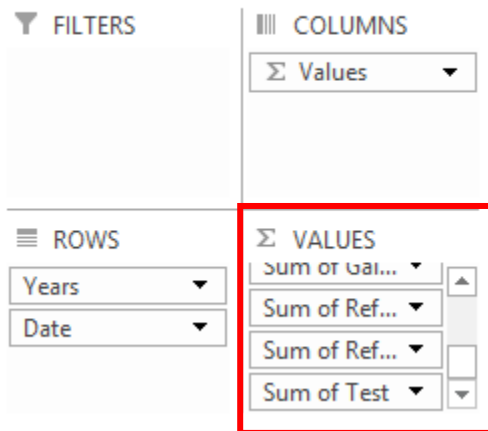 FILTERS
COLUMNS
Σ Values
ROWS
Years
Date
Σ VALUES
Sum of Gal...
Sum of Ref...
Sum of Ref...
Sum of Test